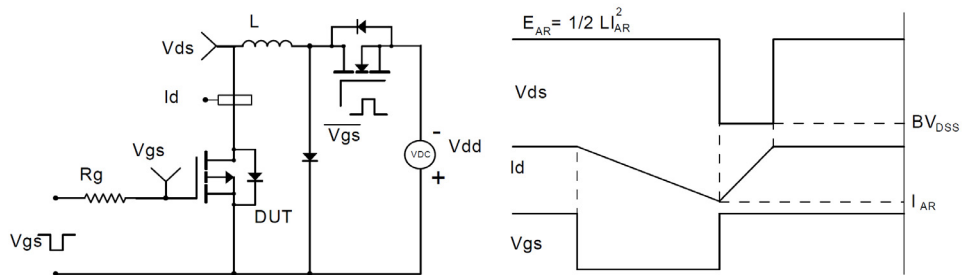 L
Vds
Id
Vgs
Rg
DUT
Vgs
Vgs
VDC
-
+
Vdd
E_AR = 1/2 LI_AR^2
Vds
BV_DSS
Id
I_AR
Vgs